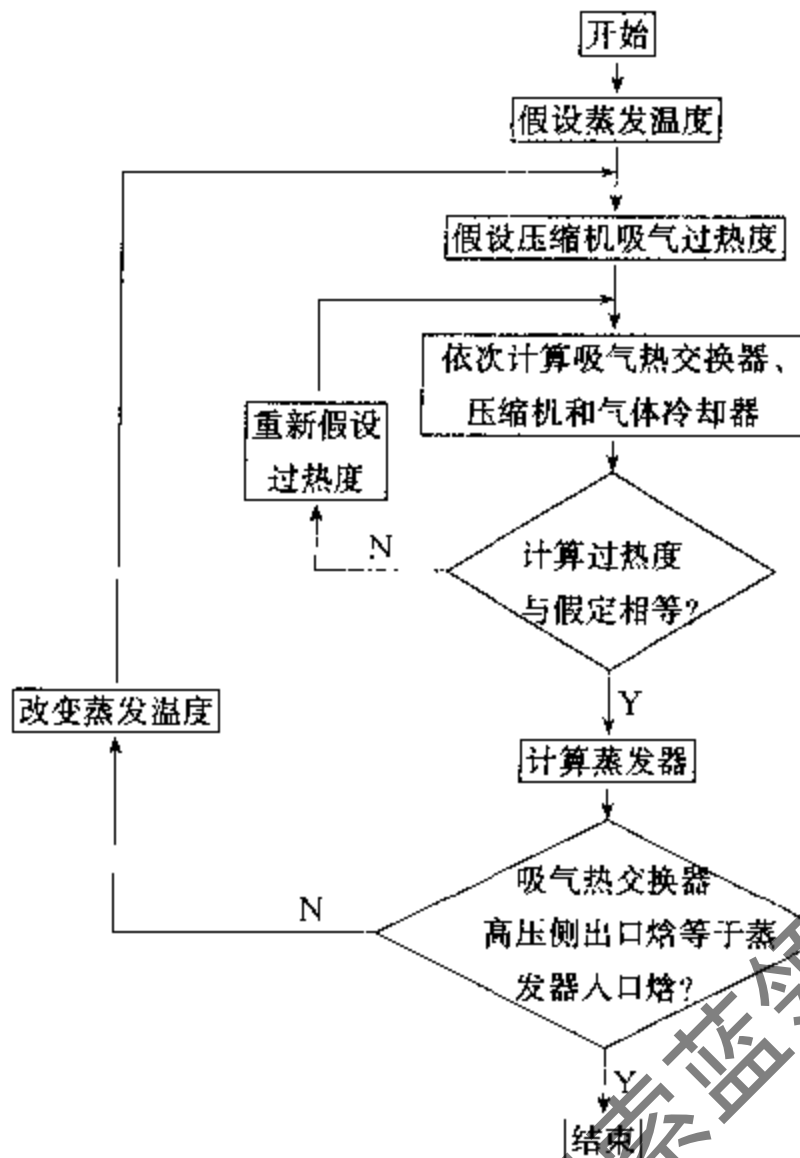 开始
假设蒸发温度
假设压缩机吸气过热度
依次计算吸气热交换器、
压缩机和气体冷却器
重新假设
过热度
N
计算过热度
与假定相等?
Y
改变蒸发温度
计算蒸发器
N
吸气热交换器
高压侧出口焓等于蒸
发器人口焓?
Y
结束
索蓝领